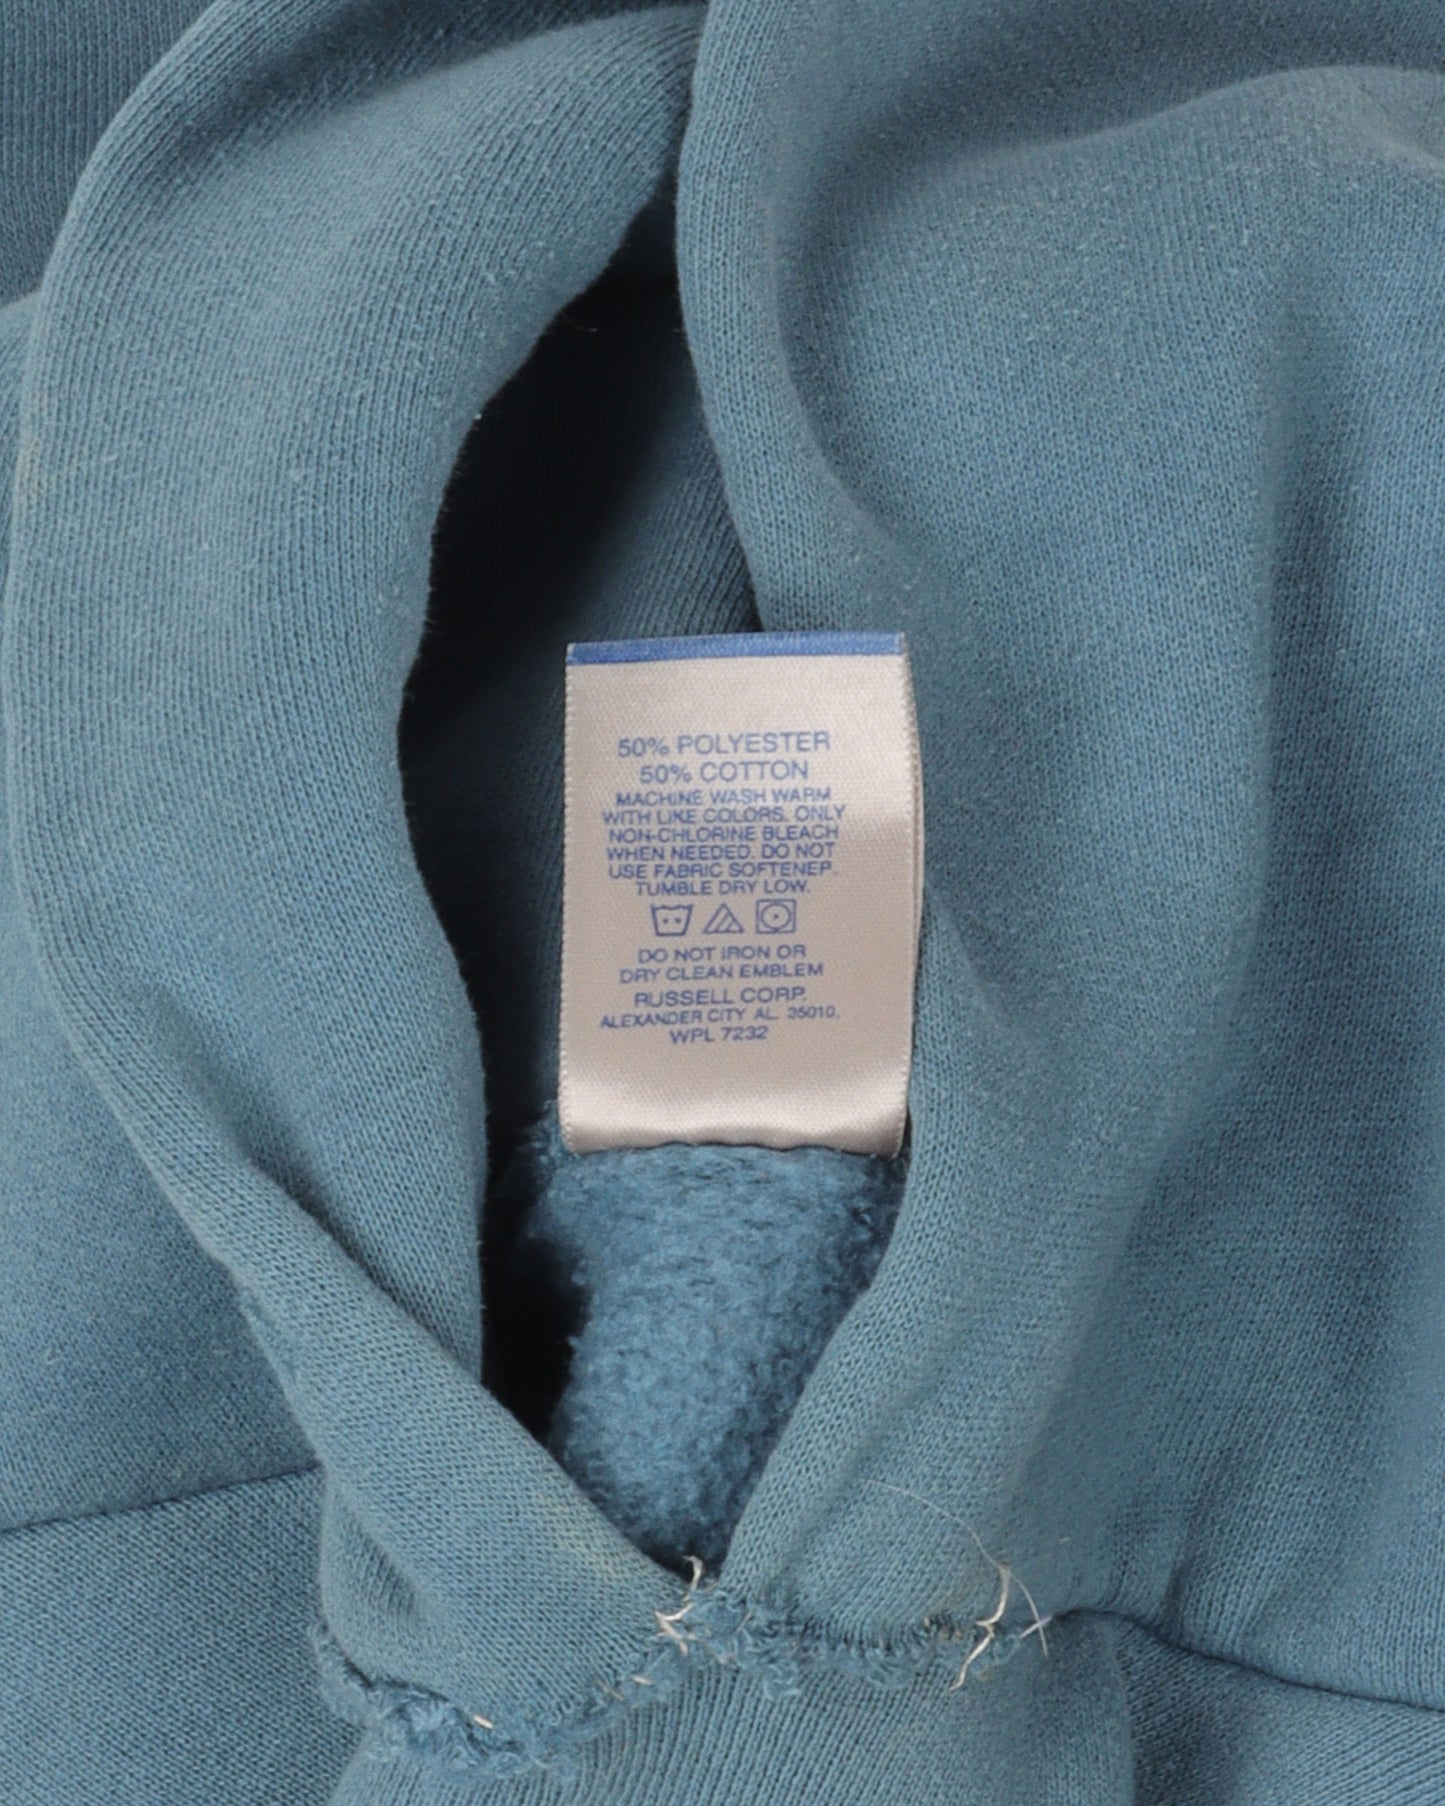 50% POLYESTER
50% COTTON
MACHINE WASH WARM
WITH LIKE COLORS. ONLY
NON-CHLORINE BLEACH
WHEN NEEDED. DO NOT
USE FABRIC SOFTENER.
TUMBLE DRY LOW.
DO NOT IRON OR
DRY CLEAN EMBLEM
RUSSELL CORP.
ALEXANDER CITY AL. 35010.
WPL 7232